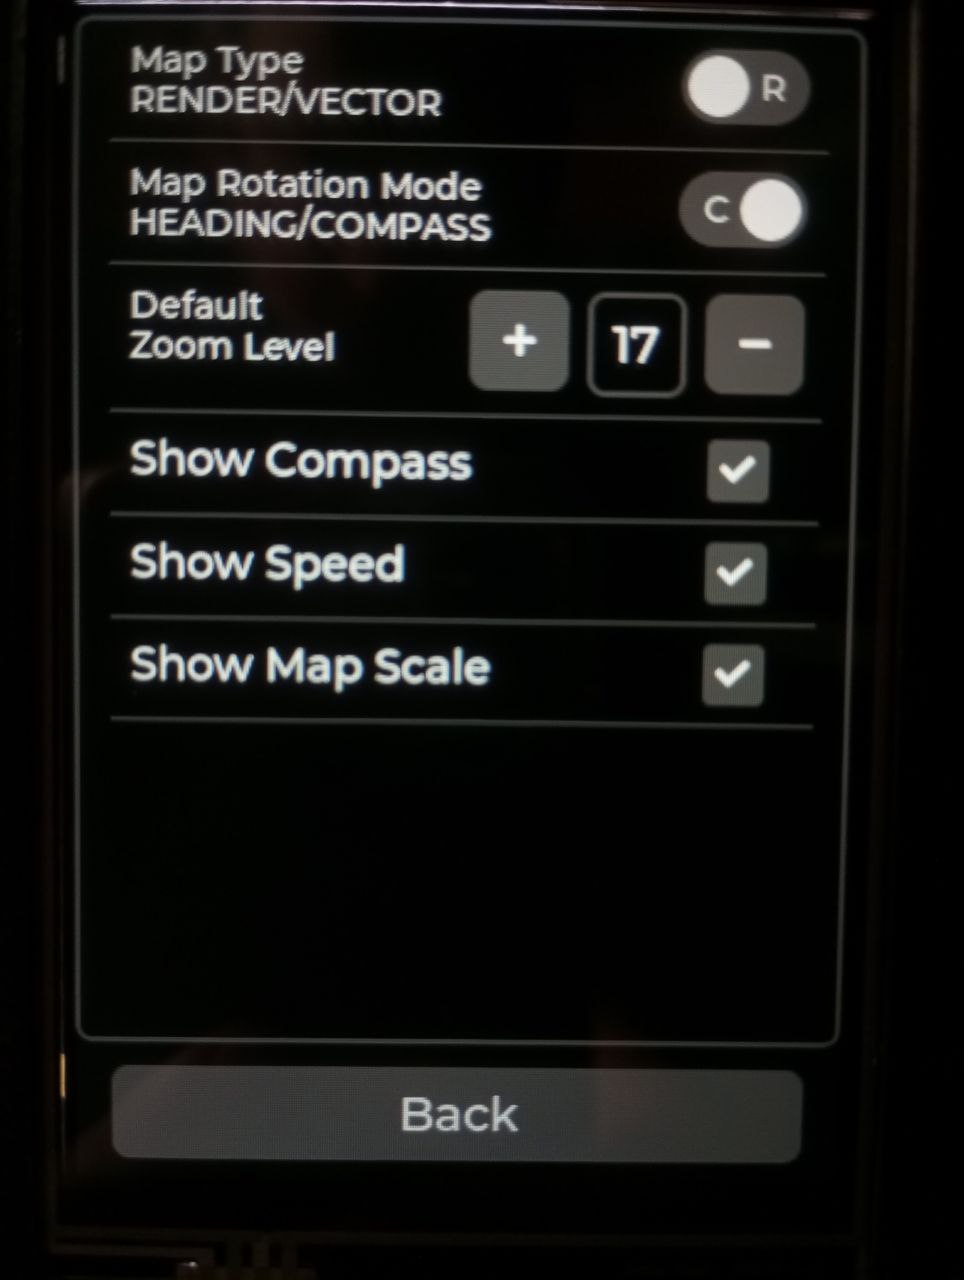 Map Type
RENDER/VECTOR
R
Map Rotation Mode
HEADING/COMPASS
C
Default
Zoom Level
+ 17 -
Show Compass
Show Speed
Show Map Scale
Back